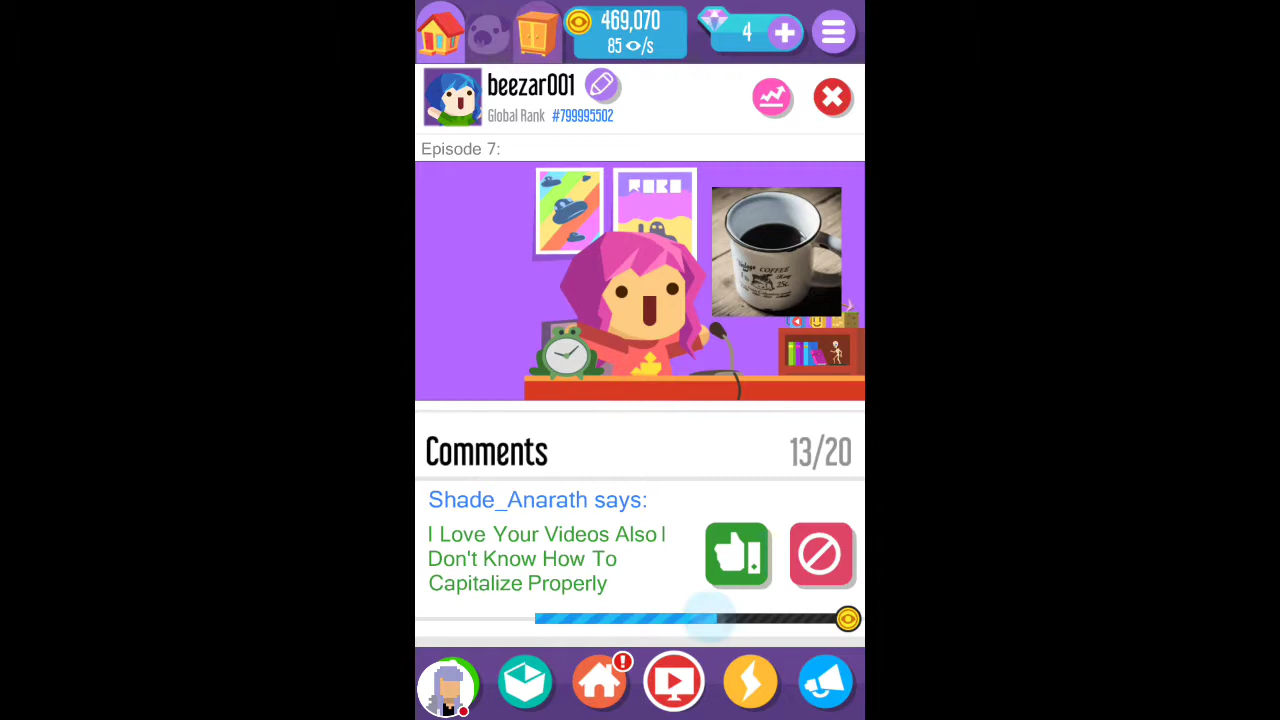 469,070
85 /s
4
beezar001
Global Rank #799995502
Episode 7:
COFFEE
Comments
13/20
Shade_Anarath says:
I Love Your Videos Also I
Don't Know How To
Capitalize Properly